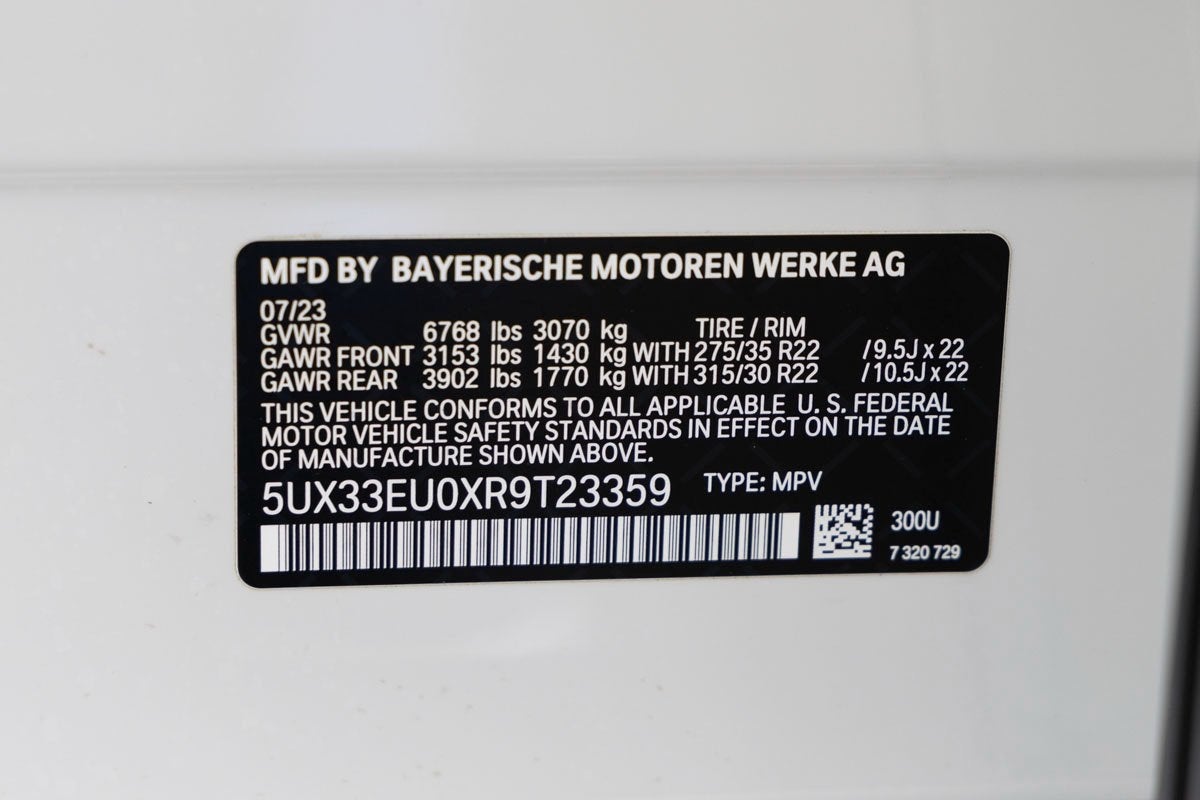 MFD BY BAYERISCHE MOTOREN WERKE AG
07/23
GVWR 6768 lbs 3070 kg TIRE / RIM
GAWR FRONT 3153 lbs 1430 kg WITH 275/35 R22 /9.5J x 22
GAWR REAR 3902 lbs 1770 kg WITH 315/30 R22 /10.5J x 22
THIS VEHICLE CONFORMS TO ALL APPLICABLE U. S. FEDERAL
MOTOR VEHICLE SAFETY STANDARDS IN EFFECT ON THE DATE
OF MANUFACTURE SHOWN ABOVE.
5UX33EU0XR9T23359 TYPE: MPV
300U
7 320 729